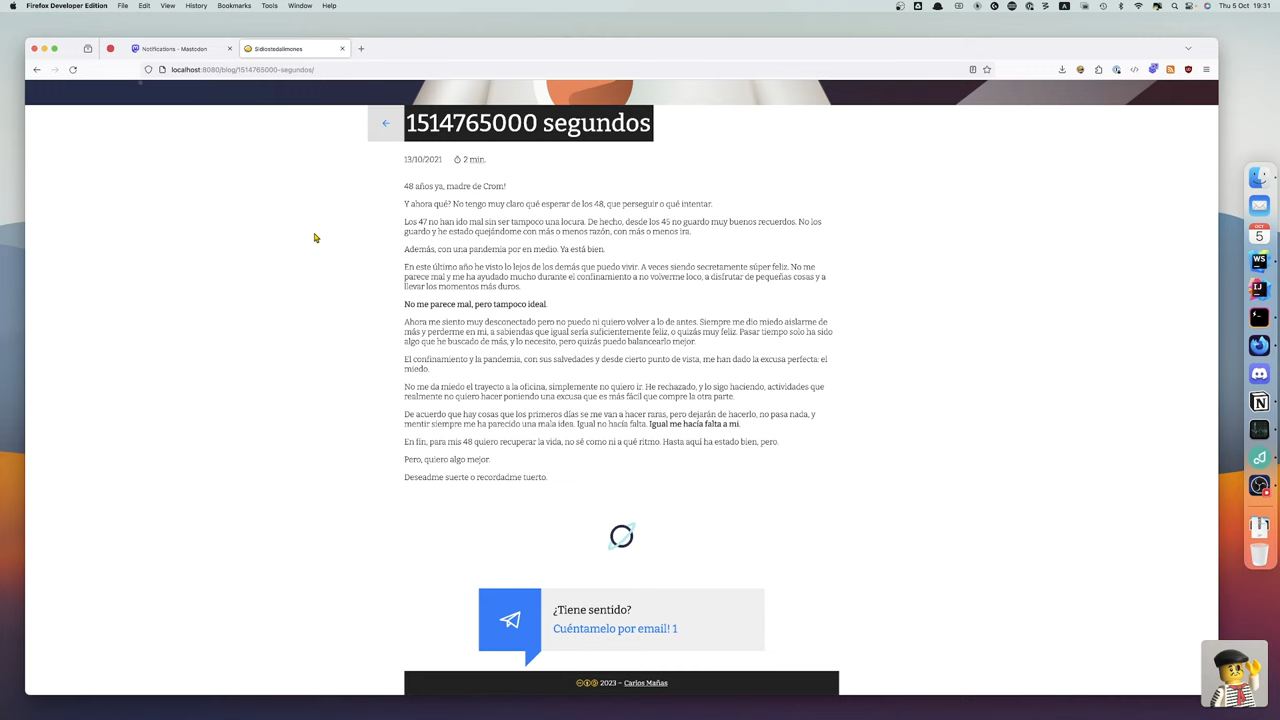 Firefox Developer Edition File Edit View History Bookmarks Tools Window Help
Thu 5 Oct 19:31
Notifications - Mastodon
Sidiostedalimones
localhost:8080/blog/1514765000-segundos/
1514765000 segundos
13/10/2021 2 min.
48 años ya, madre de Crom!
Y ahora qué? No tengo muy claro qué esperar de los 48, que perseguir o qué intentar.
Los 47 no han ido mal sin ser tampoco una locura. De hecho, desde los 45 no guardo muy buenos recuerdos. No los
guardo y he estado quejándome con más o menos razón, con más o menos ira.
Además, con una pandemia por en medio. Ya está bien.
En este último año he visto lo lejos de los demás que puedo vivir. A veces siendo secretamente súper feliz. No me
parece mal y me ha ayudado mucho durante el confinamiento a no volverme loco, a disfrutar de pequeñas cosas y a
llevar los momentos más duros.
No me parece mal, pero tampoco ideal.
Ahora me siento muy desconectado pero no puedo ni quiero volver a lo de antes. Siempre me dio miedo aislarme de
más y perderme en mi, a sabiendas que igual sería suficientemente feliz, o quizás muy feliz. Pasar tiempo solo ha sido
algo que he buscado de más, y lo necesito, pero quizás puedo balancearlo mejor.
El confinamiento y la pandemia, con sus salvedades y desde cierto punto de vista, me han dado la excusa perfecta: el
miedo.
No me da miedo el trayecto a la oficina, simplemente no quiero ir. He rechazado, y lo sigo haciendo, actividades que
realmente no quiero hacer poniendo una excusa que es más fácil que compre la otra parte.
De acuerdo que hay cosas que los primeros días se me van a hacer raras, pero dejarán de hacerlo, no pasa nada, y
mentir siempre me ha parecido una mala idea. Igual no hacía falta. Igual me hacía falta a mi.
En fin, para mis 48 quiero recuperar la vida, no sé como ni a qué ritmo. Hasta aquí ha estado bien, pero.
Pero, quiero algo mejor.
Deseadme suerte o recordadme tuerto.
¿Tiene sentido?
Cuéntamelo por email! 1
2023 – Carlos Mañas